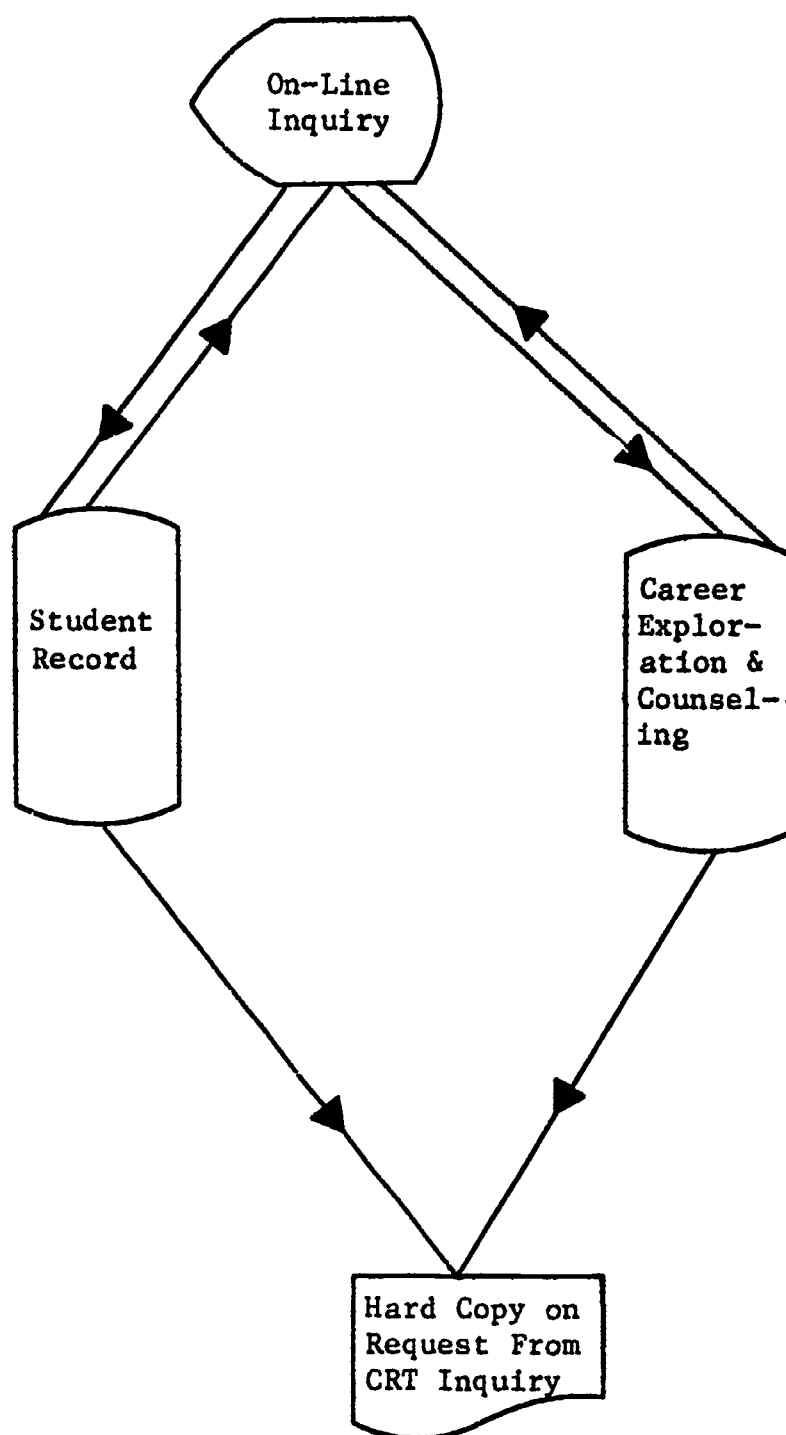 On-Line
Inquiry
Student
Record
Career
Explor-
ation &
Counsel-
ing
Hard Copy on
Request From
CRT Inquiry